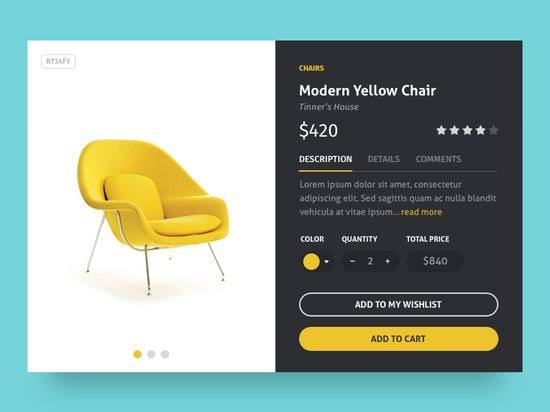 RT34FY
CHAIRS
Modern Yellow Chair
Tinner's House
$420
DESCRIPTION DETAILS COMMENTS
Lorem ipsum dolor sit amet, consectetur
adipiscing elit. Sed sagittis quam ac nulla blandit
vehicula at vitae ipsum... read more
COLOR QUANTITY TOTAL PRICE
- 2 + $840
ADD TO MY WISHLIST
ADD TO CART